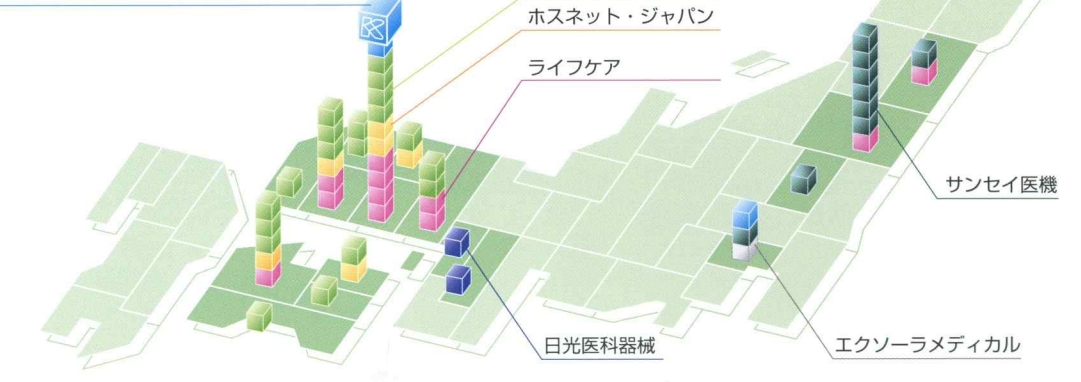 ホスネット・ジャパン
ライフケア
サンセイ医機
日光医科器械
エクソーラメディカル